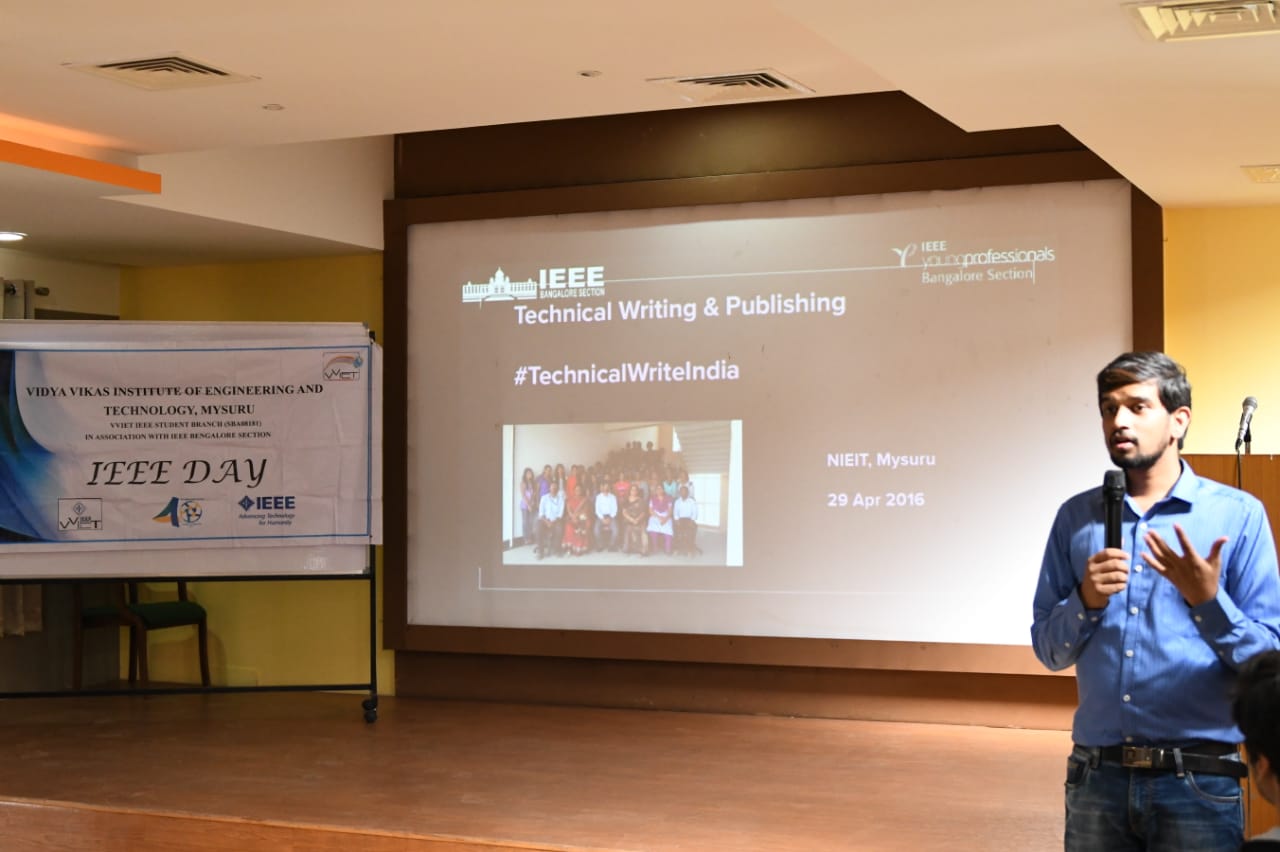 VIDYA VIKAS INSTITUTE OF ENGINEERING AND
TECHNOLOGY, MYSURU
VVIET IEEE STUDENT BRANCH (SBA08181)
IN ASSOCIATION WITH IEEE BENGALORE SECTION
IEEE DAY
IEEE
Advancing Technology
for Humanity
IEEE
BANGALORE SECTION
IEEE
youngprofessionals
Bangalore Section
Technical Writing & Publishing
#TechnicalWriteIndia
NIEIT, Mysuru
29 Apr 2016